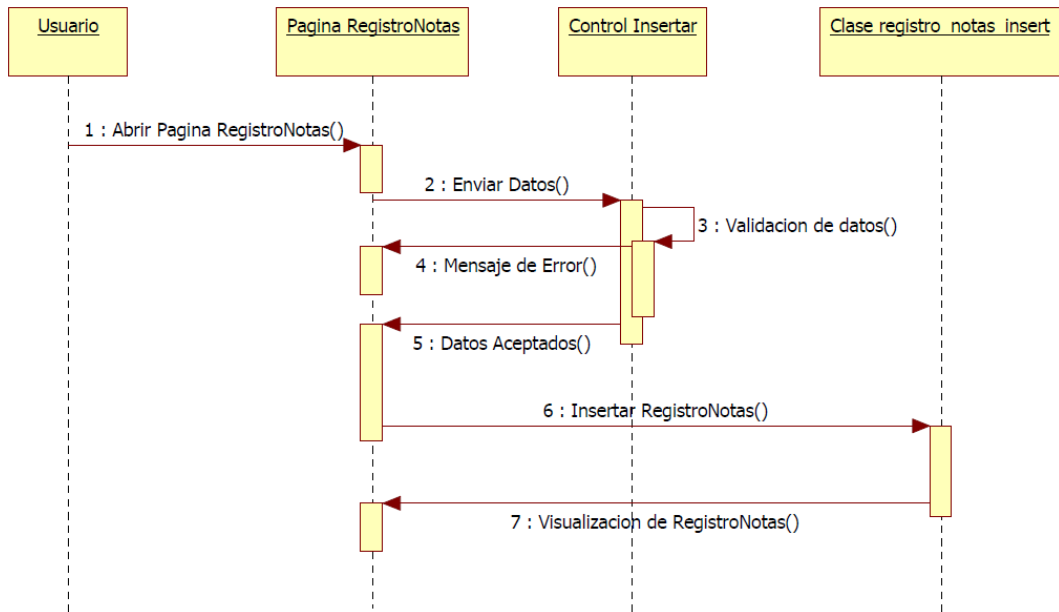 Usuario
Pagina RegistroNotas
Control Insertar
Clase registro_notas_insert
1 : Abrir Pagina RegistroNotas()
2 : Enviar Datos()
3 : Validacion de datos()
4 : Mensaje de Error()
5 : Datos Aceptados()
6 : Insertar RegistroNotas()
7 : Visualizacion de RegistroNotas()